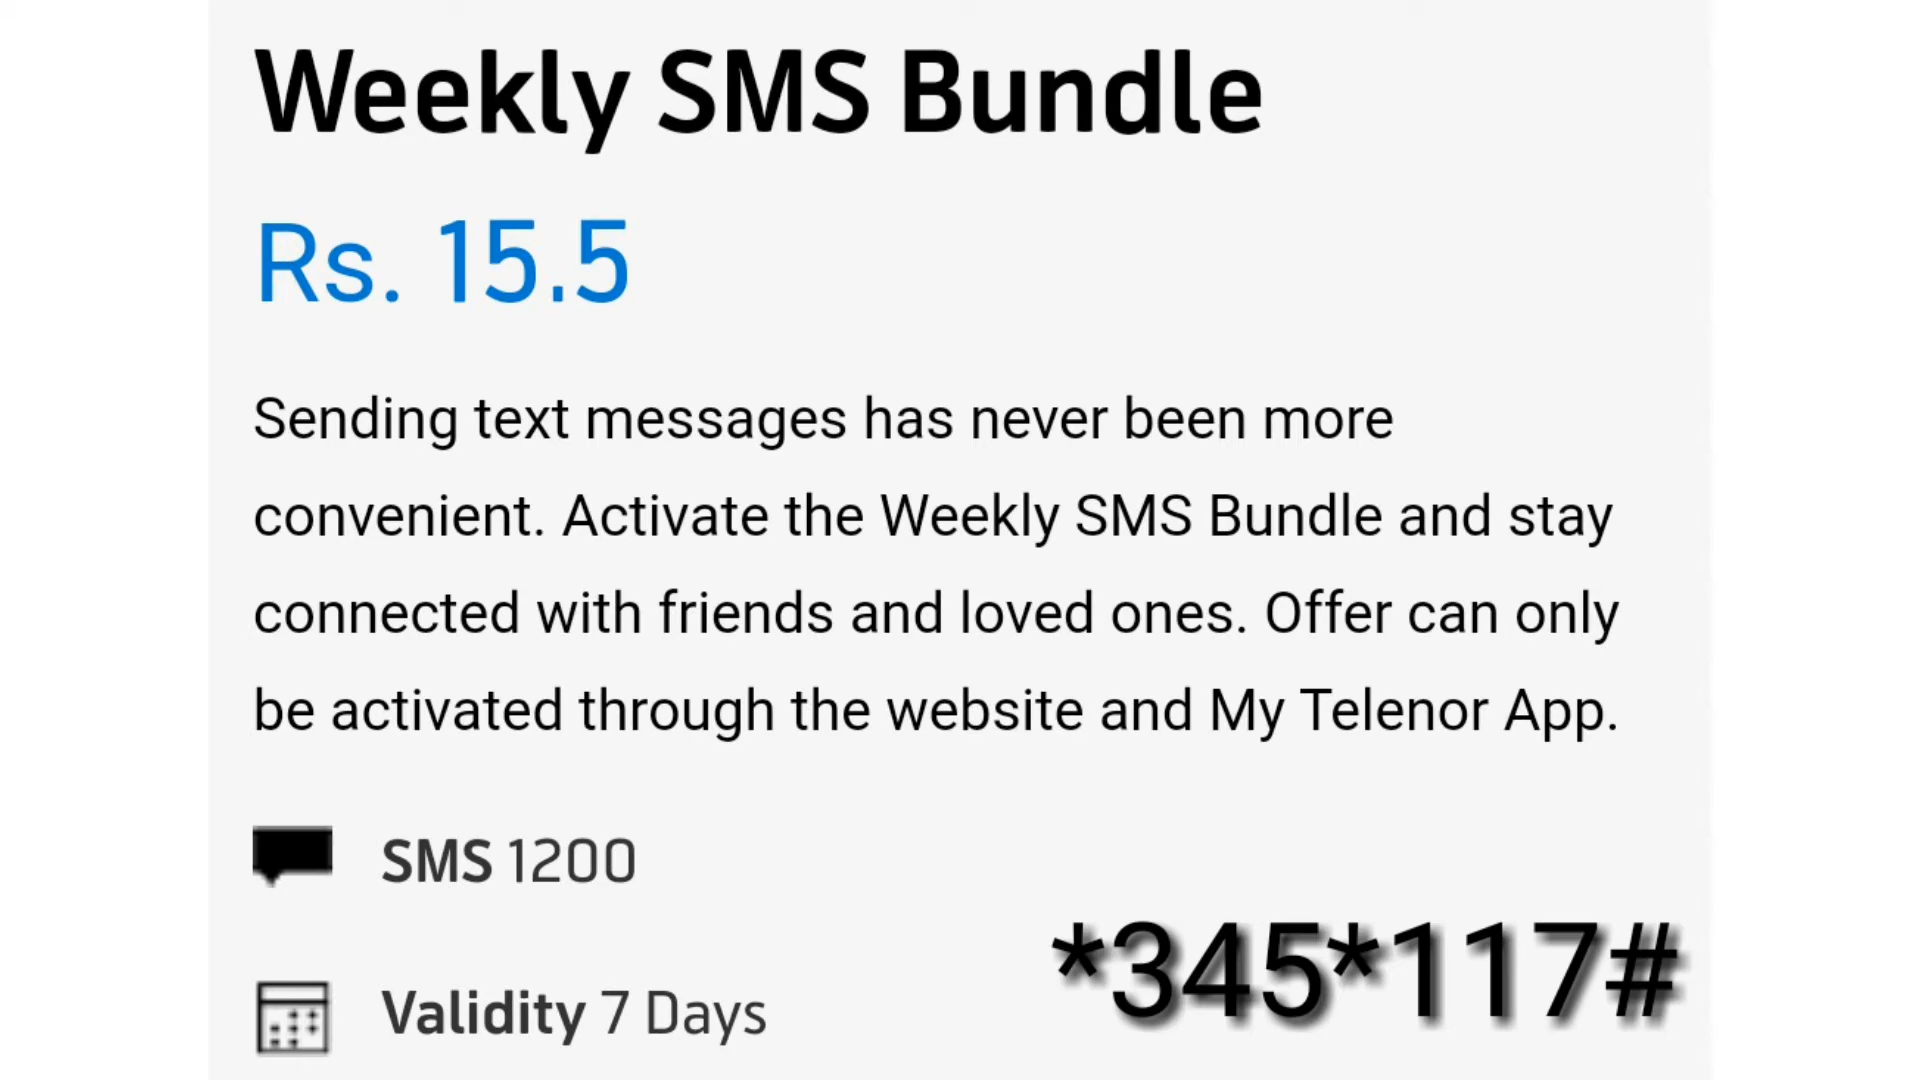 Weekly SMS Bundle
Rs. 15.5
Sending text messages has never been more
convenient. Activate the Weekly SMS Bundle and stay
connected with friends and loved ones. Offer can only
be activated through the website and My Telenor App.
SMS 1200
*345*117#
Validity 7 Days